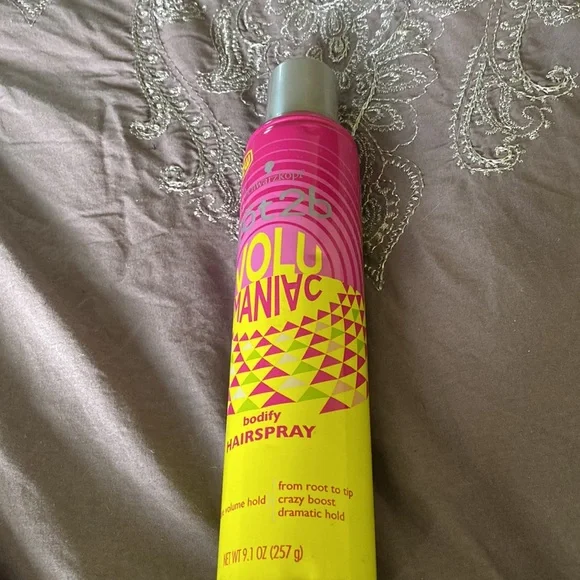 Schwarzkopf
got2b
VOLU
MANIAC
bodify
HAIRSPRAY
volume hold
from root to tip
crazy boost
dramatic hold
NET WT 9.1 OZ (257 g)